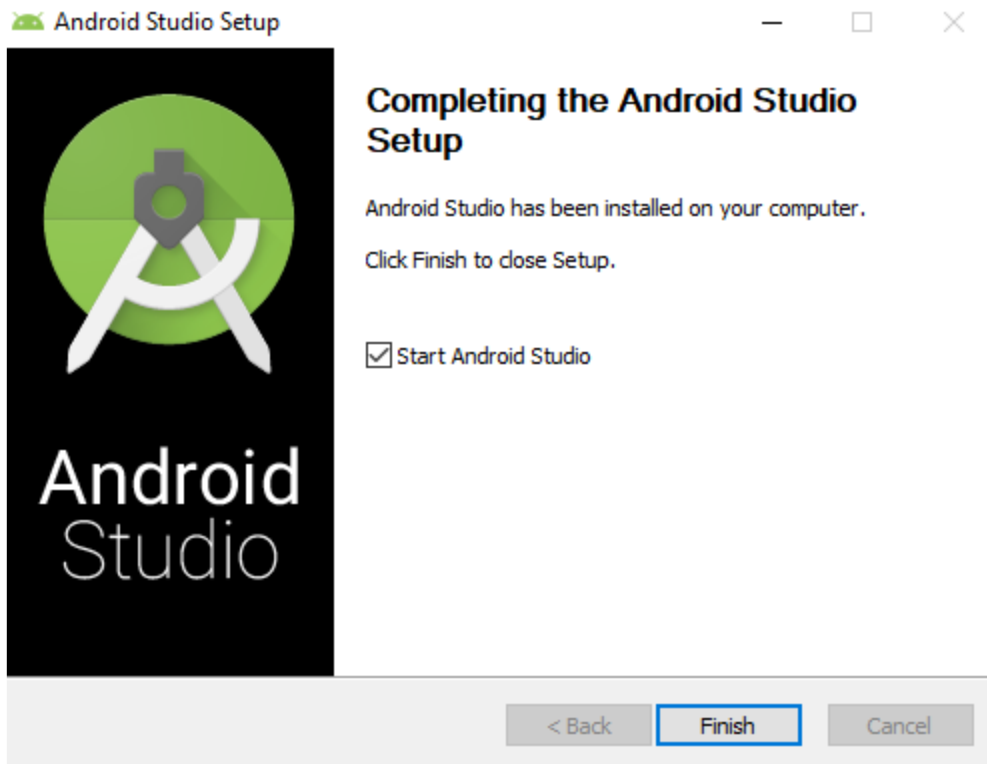 Android Studio Setup
Completing the Android Studio
Setup
Android Studio has been installed on your computer.
Click Finish to close Setup.
Start Android Studio
Android
Studio
< Back
Finish
Cancel